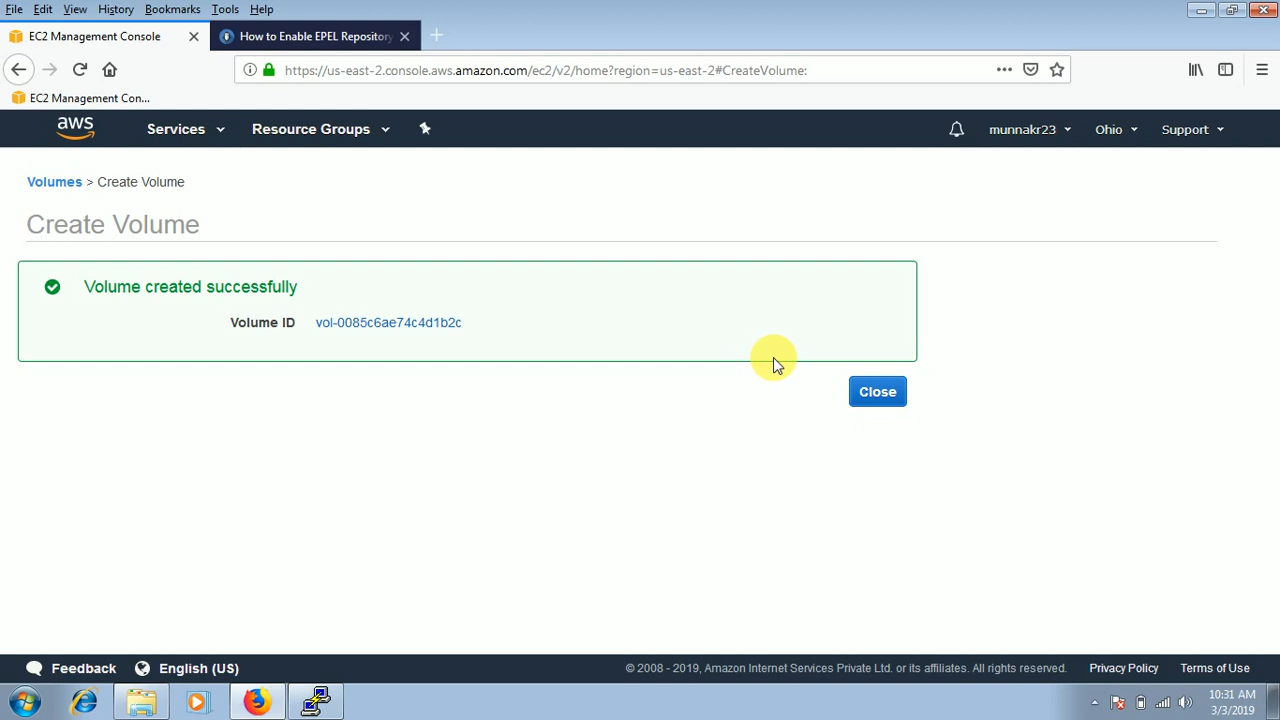 File Edit View History Bookmarks Tools Help
EC2 Management Console
How to Enable EPEL Repository
https://us-east-2.console.aws.amazon.com/ec2/v2/home?region=us-east-2#CreateVolume:
EC2 Management Con...
aws Services Resource Groups munnakr23 Ohio Support
Volumes > Create Volume
Create Volume
Volume created successfully
Volume ID vol-0085c6ae74c4d1b2c
Close
Feedback English (US) © 2008 - 2019, Amazon Internet Services Private Ltd. or its affiliates. All rights reserved. Privacy Policy Terms of Use
10:31 AM
3/3/2019